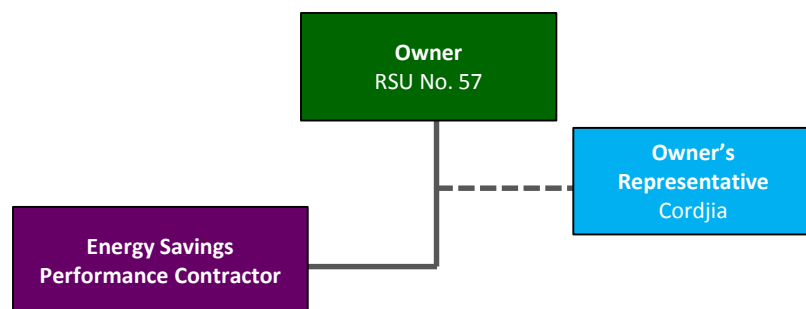 Owner
RSU No. 57
Owner’s
Representative
Cordjia
Energy Savings
Performance Contractor